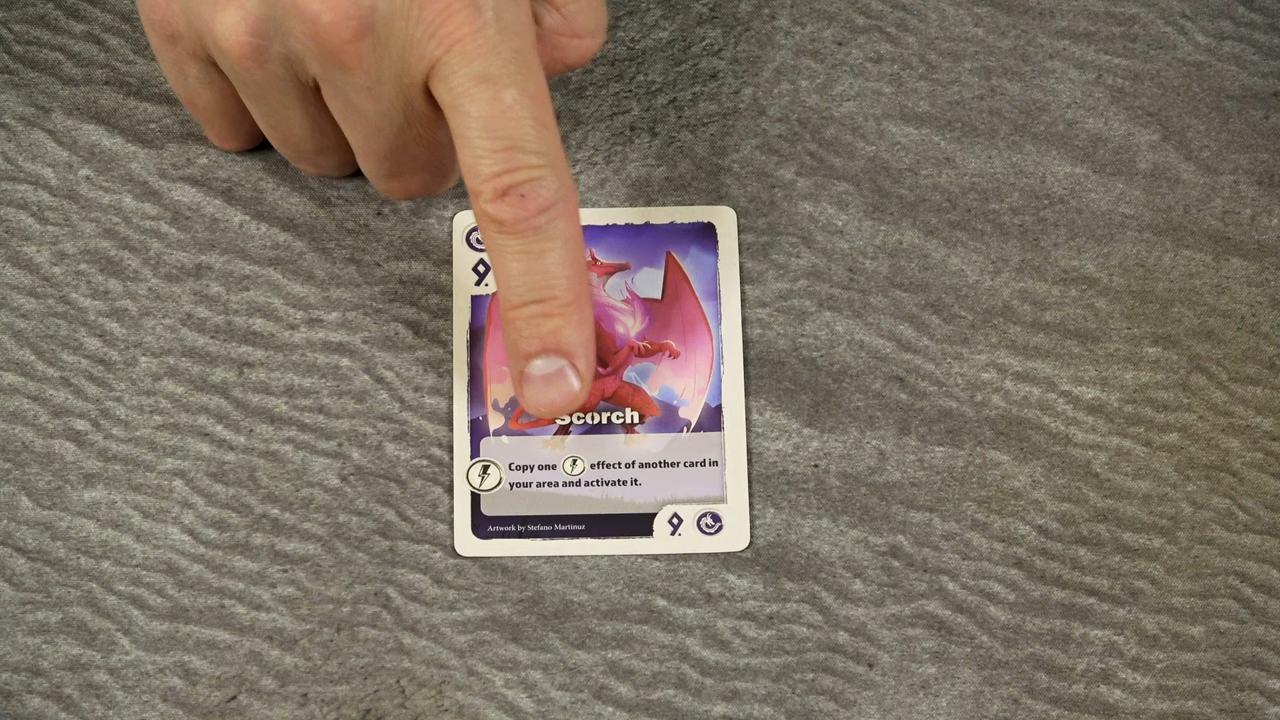 9.
Scorch
Copy one effect of another card in
your area and activate it.
Artwork by Stefano Martinuz
9.